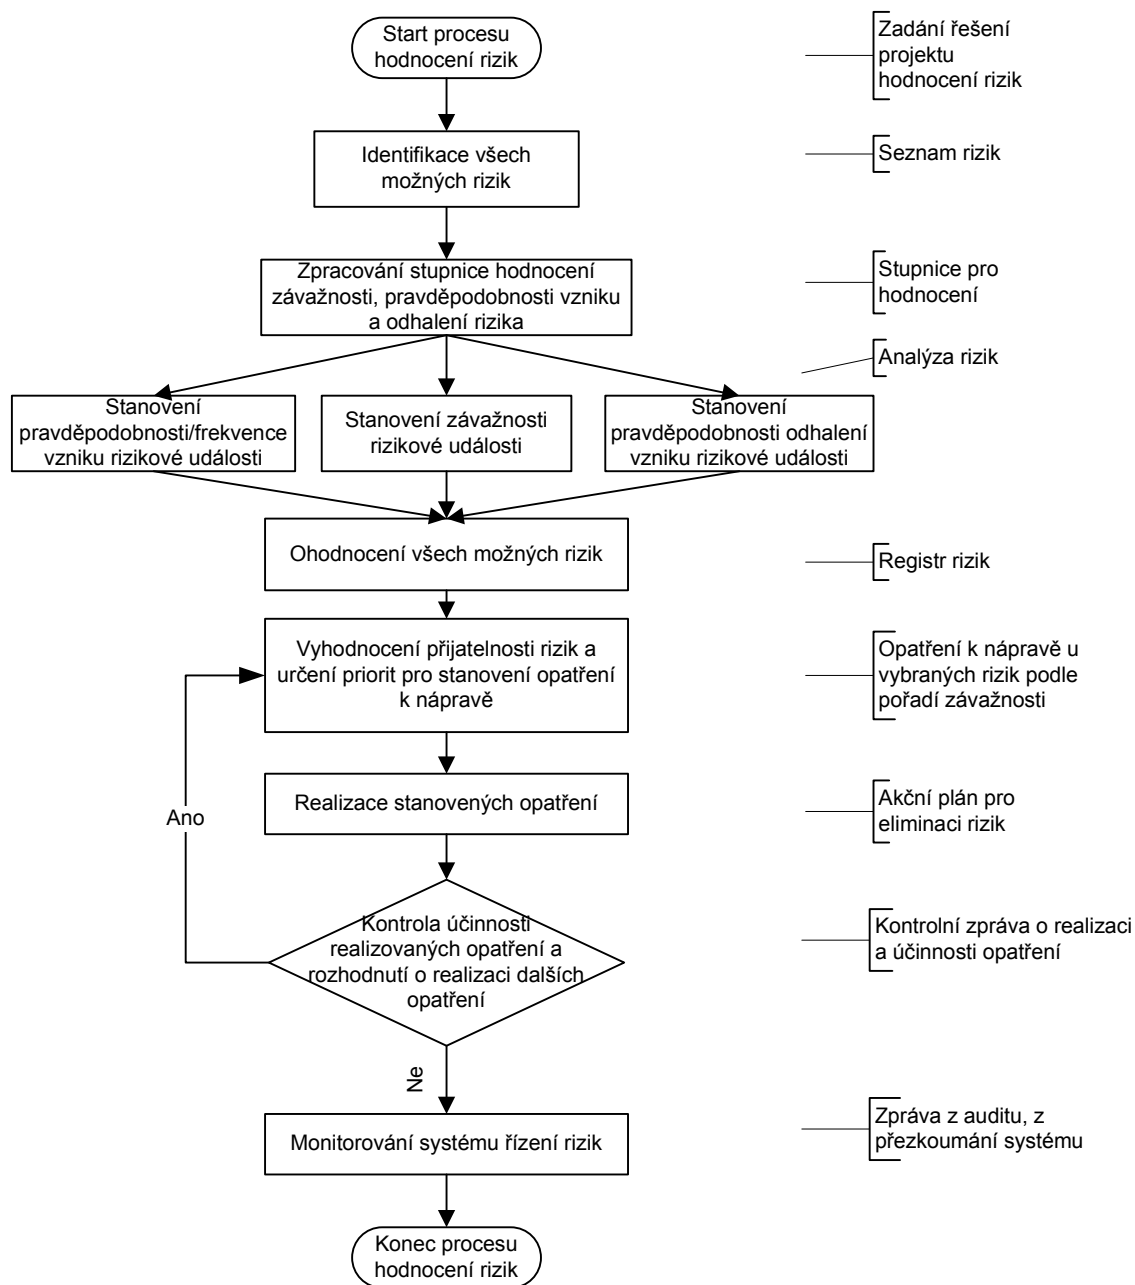 Start procesu
hodnocení rizik
Zadání řešení
projektu
hodnocení rizik
Identifikace všech
možných rizik
Seznam rizik
Zpracování stupnice hodnocení
závažnosti, pravděpodobnosti vzniku
a odhalení rizika
Stupnice pro
hodnocení
Analýza rizik
Stanovení
pravděpodobnosti/frekvence
vzniku rizikové události
Stanovení závažnosti
rizikové události
Stanovení
pravděpodobnosti odhalení
vzniku rizikové události
Ohodnocení všech možných rizik
Registr rizik
Vyhodnocení přijatelnosti rizik a
určení priorit pro stanovení opatření
k nápravě
Opatření k nápravě u
vybraných rizik podle
pořadí závažnosti
Realizace stanovených opatření
Akční plán pro
eliminaci rizik
Ano
Kontrola účinnosti
realizovaných opatření a
rozhodnutí o realizaci dalších
opatření
Kontrolní zpráva o realizaci
a účinnosti opatření
Ne
Monitorování systému řízení rizik
Zpráva z auditu, z
přezkoumání systému
Konec procesu
hodnocení rizik